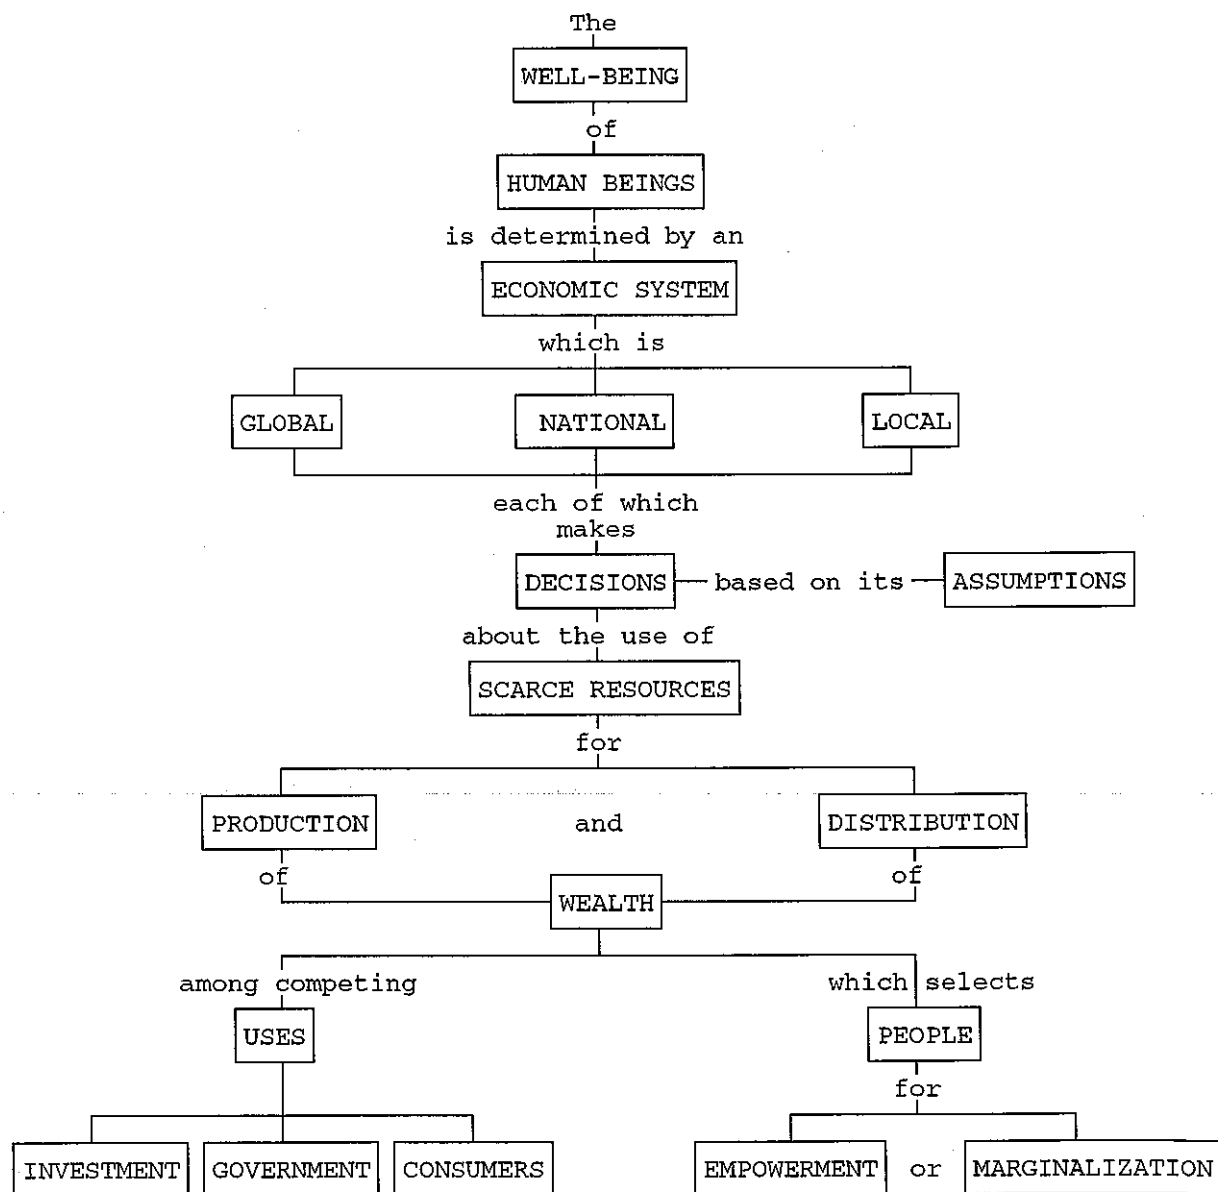 The
WELL-BEING
of
HUMAN BEINGS
is determined by an
ECONOMIC SYSTEM
which is
GLOBAL NATIONAL LOCAL
each of which
makes
DECISIONS based on its ASSUMPTIONS
about the use of
SCARCE RESOURCES
for
PRODUCTION and DISTRIBUTION
of of
WEALTH
among competing which selects
USES PEOPLE
for
INVESTMENT GOVERNMENT CONSUMERS EMPOWERMENT or MARGINALIZATION